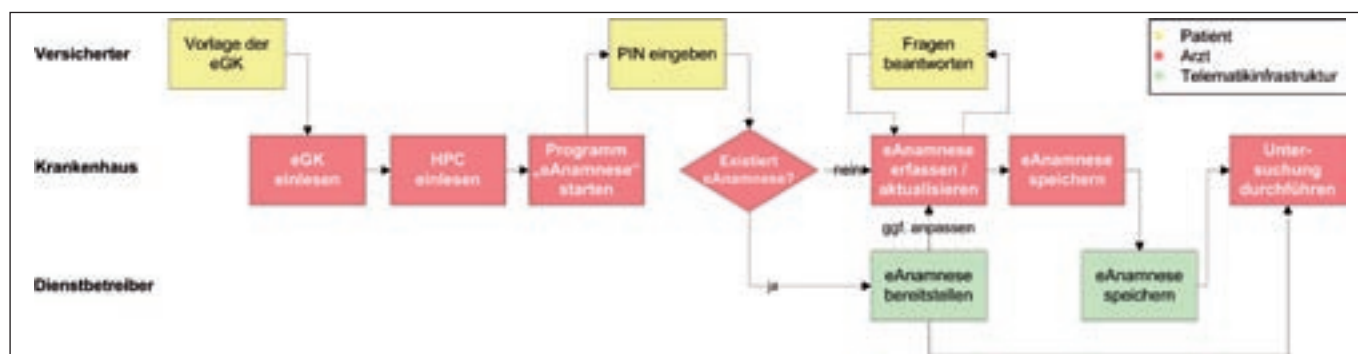 Versicherter
Vorlage der
eGK
PIN eingeben
Fragen
beantworten
Patient
Arzt
Telematikinfrastruktur
Krankenhaus
eGK
einlesen
HPC
einlesen
Programm
„eAnamnese“
starten
Existiert
eAnamnese?
nein
eAnamnese
erfassen /
aktualisieren
eAnamnese
speichern
Unter-
suchung
durchführen
ggf. anpassen
Dienstbetreiber
ja
eAnamnese
bereitstellen
eAnamnese
speichern